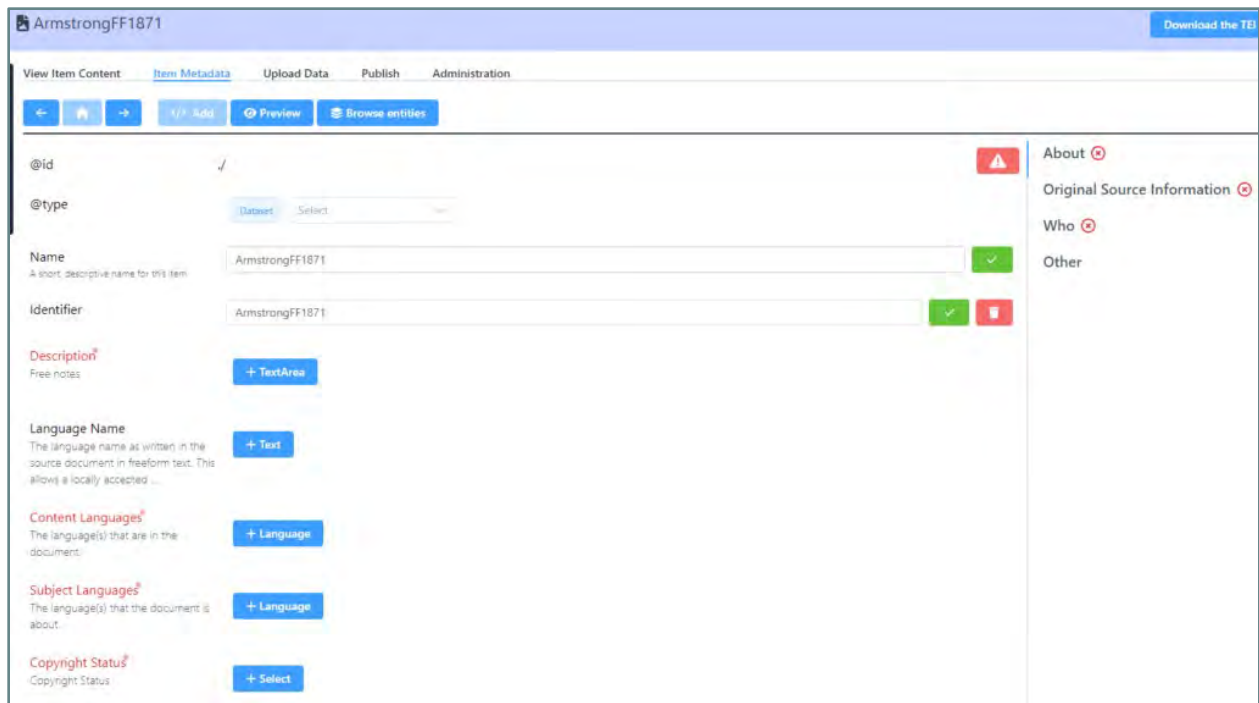 ArmstrongFF1871
Download the TEI
View Item Content Item Metadata Upload Data Publish Administration
</> Add Preview Browse entities
@id ./
@type Dataset Select
Name
A short, descriptive name for this item
ArmstrongFF1871
Identifier
ArmstrongFF1871
Description*
Free notes
+ TextArea
Language Name
The language name as written in the
source document in freeform text. This
allows a locally accepted ...
+ Text
Content Languages*
The language(s) that are in the
document.
+ Language
Subject Languages*
The language(s) that the document is
about.
+ Language
Copyright Status*
Copyright Status
+ Select
About
Original Source Information
Who
Other